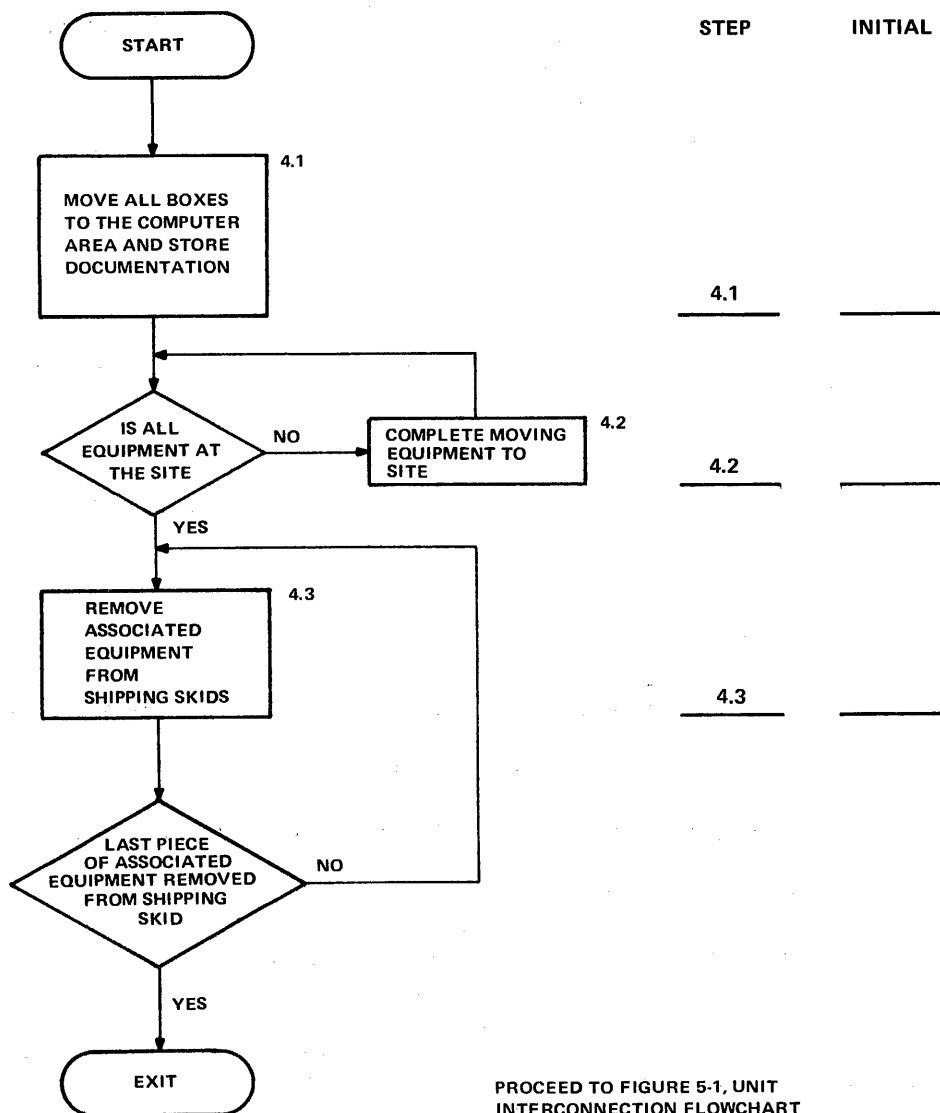 START
STEP INITIAL
4.1
MOVE ALL BOXES
TO THE COMPUTER
AREA AND STORE
DOCUMENTATION
4.1
IS ALL
EQUIPMENT AT
THE SITE
NO
COMPLETE MOVING
EQUIPMENT TO
SITE
4.2
4.2
YES
REMOVE
ASSOCIATED
EQUIPMENT
FROM
SHIPPING SKIDS
4.3
4.3
LAST PIECE
OF ASSOCIATED
EQUIPMENT REMOVED
FROM SHIPPING
SKID
NO
YES
EXIT
PROCEED TO FIGURE 5-1, UNIT
INTERCONNECTION FLOWCHART